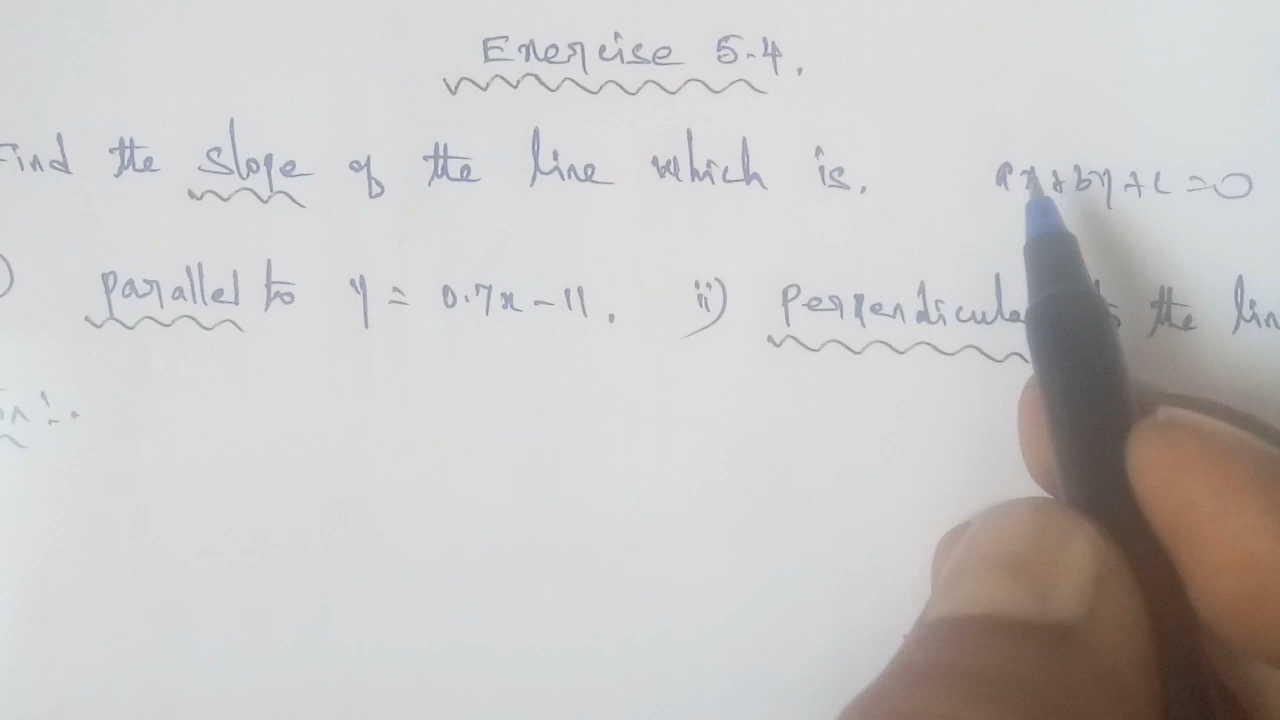 Exercise 5.4.
Find the slope of the line which is. ax+by+c=0
) parallel to y = 0.7x-11. ii) perpendicular to the line